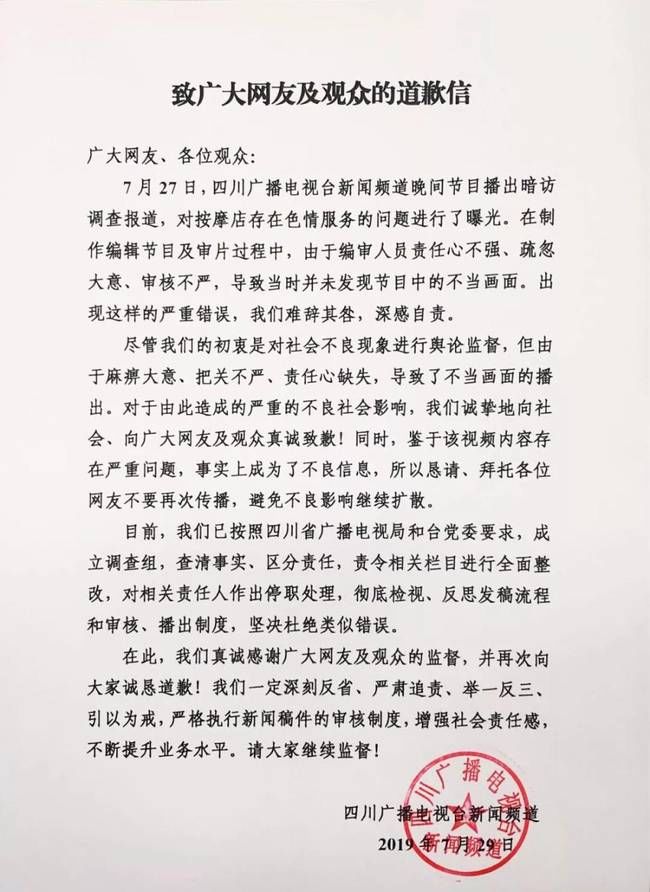 致广大网友及观众的道歉信
广大网友、各位观众：
7月27日，四川广播电视台新闻频道晚间节目播出暗访
调查报道，对按摩店存在色情服务的问题进行了曝光。在制
作编辑节目及审片过程中，由于编审人员责任心不强、疏忽
大意、审核不严，导致当时并未发现节目中的不当画面。出
现这样的严重错误，我们难辞其咎，深感自责。
尽管我们的初衷是对社会不良现象进行舆论监督，但由
于麻痹大意、把关不严、责任心缺失，导致了不当画面的播
出。对于由此造成的严重的不良社会影响，我们诚挚地向社
会、向广大网友及观众真诚致歉！同时，鉴于该视频内容存
在严重问题，事实上成为了不良信息，所以恳请、拜托各位
网友不要再次传播，避免不良影响继续扩散。
目前，我们已按照四川省广播电视局和台党委要求，成
立调查组，查清事实、区分责任，责令相关栏目进行全面整
改，对相关责任人作出停职处理，彻底检视、反思发稿流程
和审核、播出制度，坚决杜绝类似错误。
在此，我们真诚感谢广大网友及观众的监督，并再次向
大家诚恳道歉！我们一定深刻反省、严肃追责、举一反三、
引以为戒，严格执行新闻稿件的审核制度，增强社会责任感，
不断提升业务水平。请大家继续监督！
四川广播电视台新闻频道
2019年7月29日
四川广播电视台
新闻频道